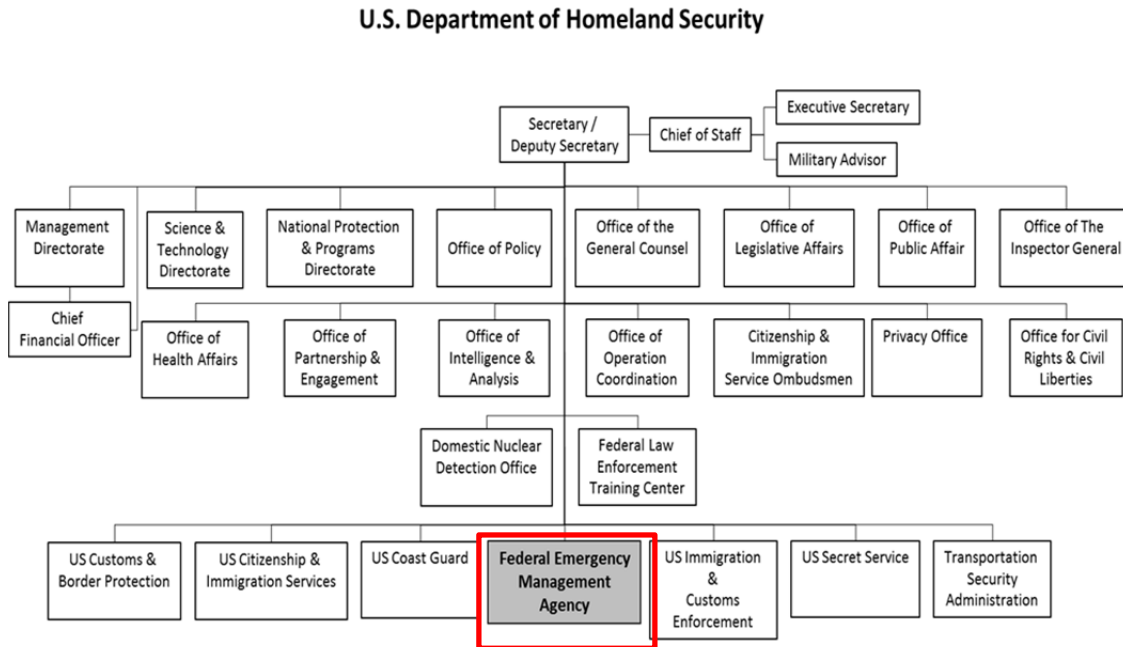 U.S. Department of Homeland Security
Executive Secretary
Secretary /
Deputy Secretary
Chief of Staff
Military Advisor
Management
Directorate
Science &
Technology
Directorate
National Protection
& Programs
Directorate
Office of Policy
Office of the
General Counsel
Office of
Legislative Affairs
Office of
Public Affair
Office of The
Inspector General
Chief
Financial Officer
Office of
Health Affairs
Office of
Partnership &
Engagement
Office of
Intelligence &
Analysis
Office of
Operation
Coordination
Citizenship &
Immigration
Service Ombudsmen
Privacy Office
Office for Civil
Rights & Civil
Liberties
Domestic Nuclear
Detection Office
Federal Law
Enforcement
Training Center
US Customs &
Border Protection
US Citizenship &
Immigration Services
US Coast Guard
Federal Emergency
Management
Agency
US Immigration
&
Customs
Enforcement
US Secret Service
Transportation
Security
Administration